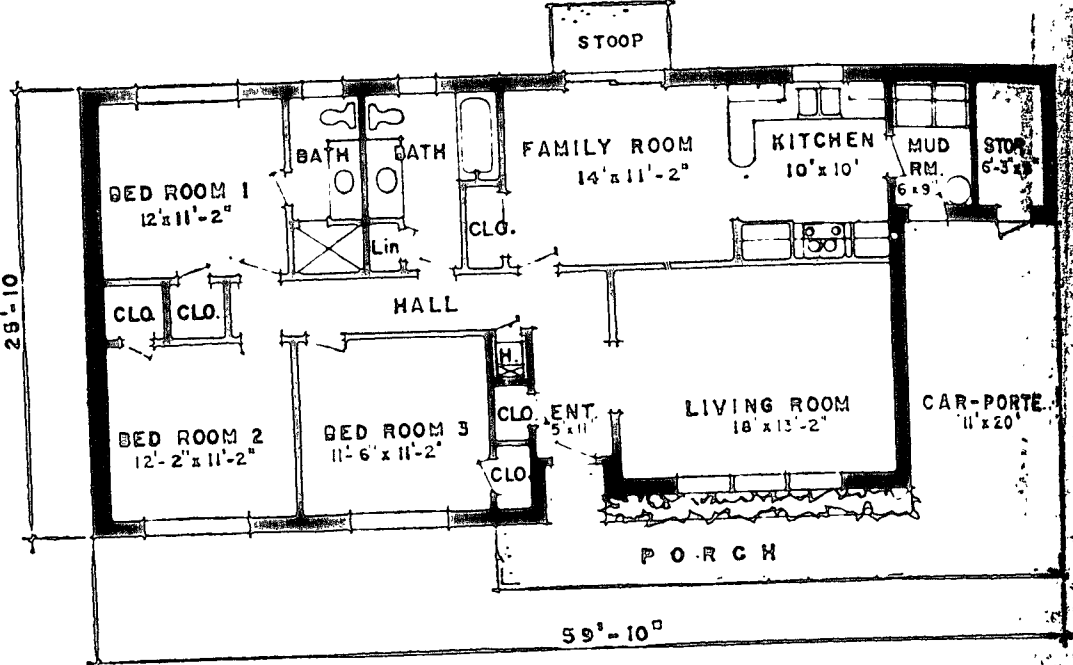 STOOP
BATH
BATH
FAMILY ROOM
14'x11'-2"
KITCHEN
10'x10'
MUD
RM.
6x9'
STOR
BED ROOM 1
12'x11'-2"
CLO.
Lin
CLO.
CLO.
HALL
28'-10
H.
CLO.
ENT.
5'x11'
LIVING ROOM
18'x13'-2"
CAR-PORTE
11'x20'
BED ROOM 2
12'-2"x11'-2"
BED ROOM 3
11'-6"x11'-2"
CLO.
PORCH
59'-10"